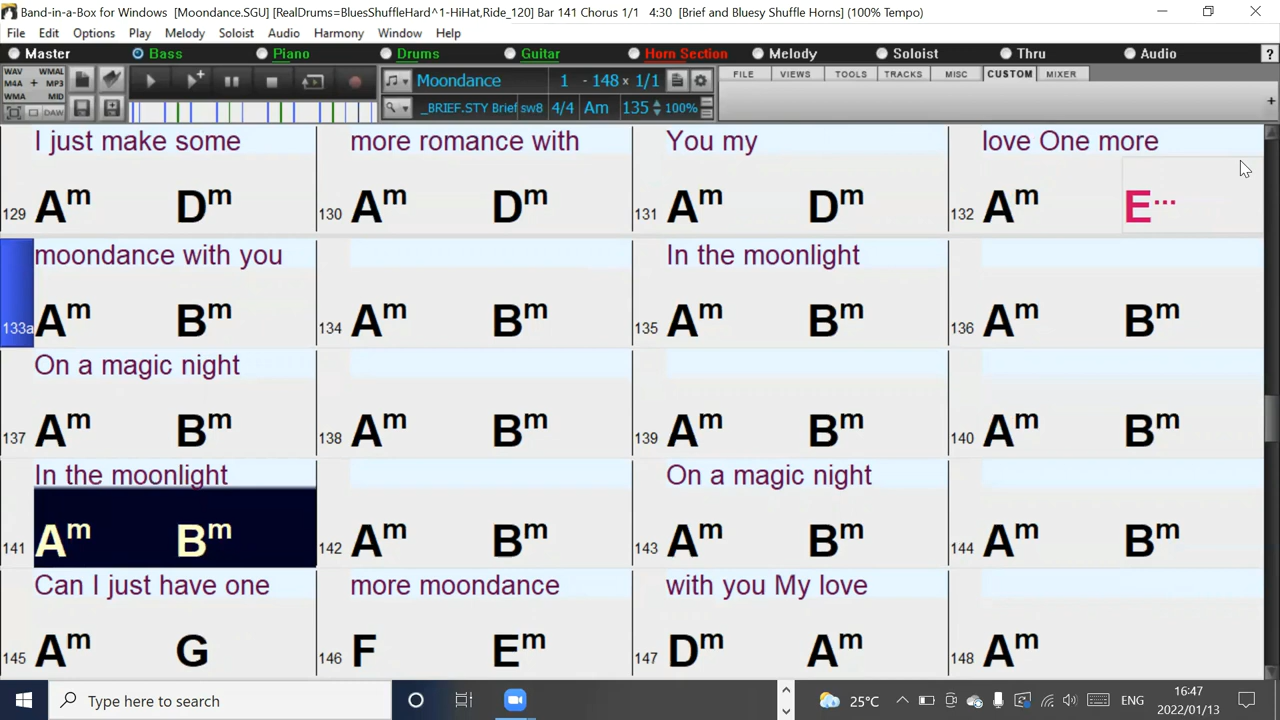 Band-in-a-Box for Windows [Moondance.SGU] [RealDrums=BluesShuffleHard^1-HiHat,Ride_120] Bar 141 Chorus 1/1 4:30 [Brief and Bluesy Shuffle Horns] (100% Tempo)
File Edit Options Play Melody Soloist Audio Harmony Window Help
Master Bass Piano Drums Guitar Horn Section Melody Soloist Thru Audio ?
WAV WMAL
M4A + MP3
WMA MID
DAW
Moondance 1 - 148 x 1/1
_BRIEF.STY Brief sw8 4/4 Am 135 100%
FILE VIEWS TOOLS TRACKS MISC CUSTOM MIXER
+
I just make some more romance with You my love One more
129 Am Dm 130 Am Dm 131 Am Dm 132 Am E...
moondance with you In the moonlight
133a Am Bm 134 Am Bm 135 Am Bm 136 Am Bm
On a magic night
137 Am Bm 138 Am Bm 139 Am Bm 140 Am Bm
In the moonlight On a magic night
141 Am Bm 142 Am Bm 143 Am Bm 144 Am Bm
Can I just have one more moondance with you My love
145 Am G 146 F Em 147 Dm Am 148 Am
Type here to search
25°C
ENG
16:47
2022/01/13